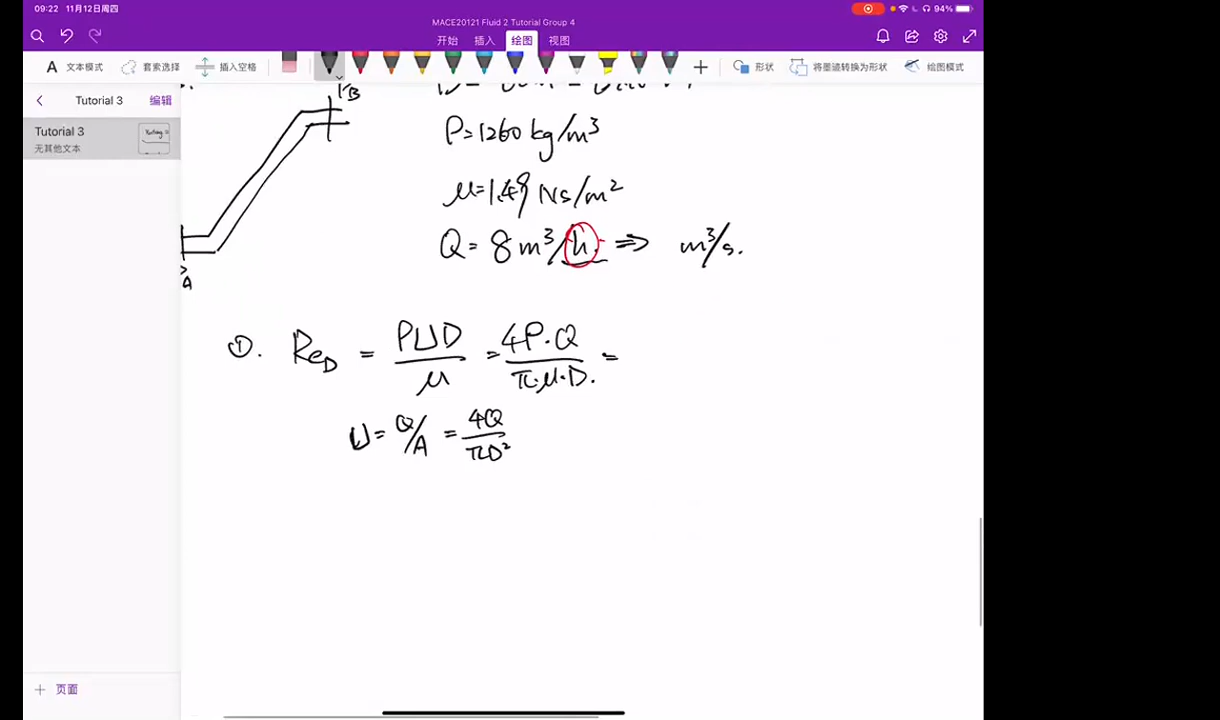 09:22 11月12日周四
94%
MACE20121 Fluid 2 Tutorial Group 4
开始 插入 绘图 视图
文本模式 套索选择 插入空格 形状 将墨迹转换为形状 绘图模式
Tutorial 3 编辑
Tutorial 3
无其他文本
PB
ρ=1260 kg/m³
μ=1.49 Ns/m²
Q= 8m³/h. ⇒ m³/s.
A
①. ReD = ρUD/μ = 4ρ·Q/π·μ·D. =
U= Q/A = 4Q/πD²
页面